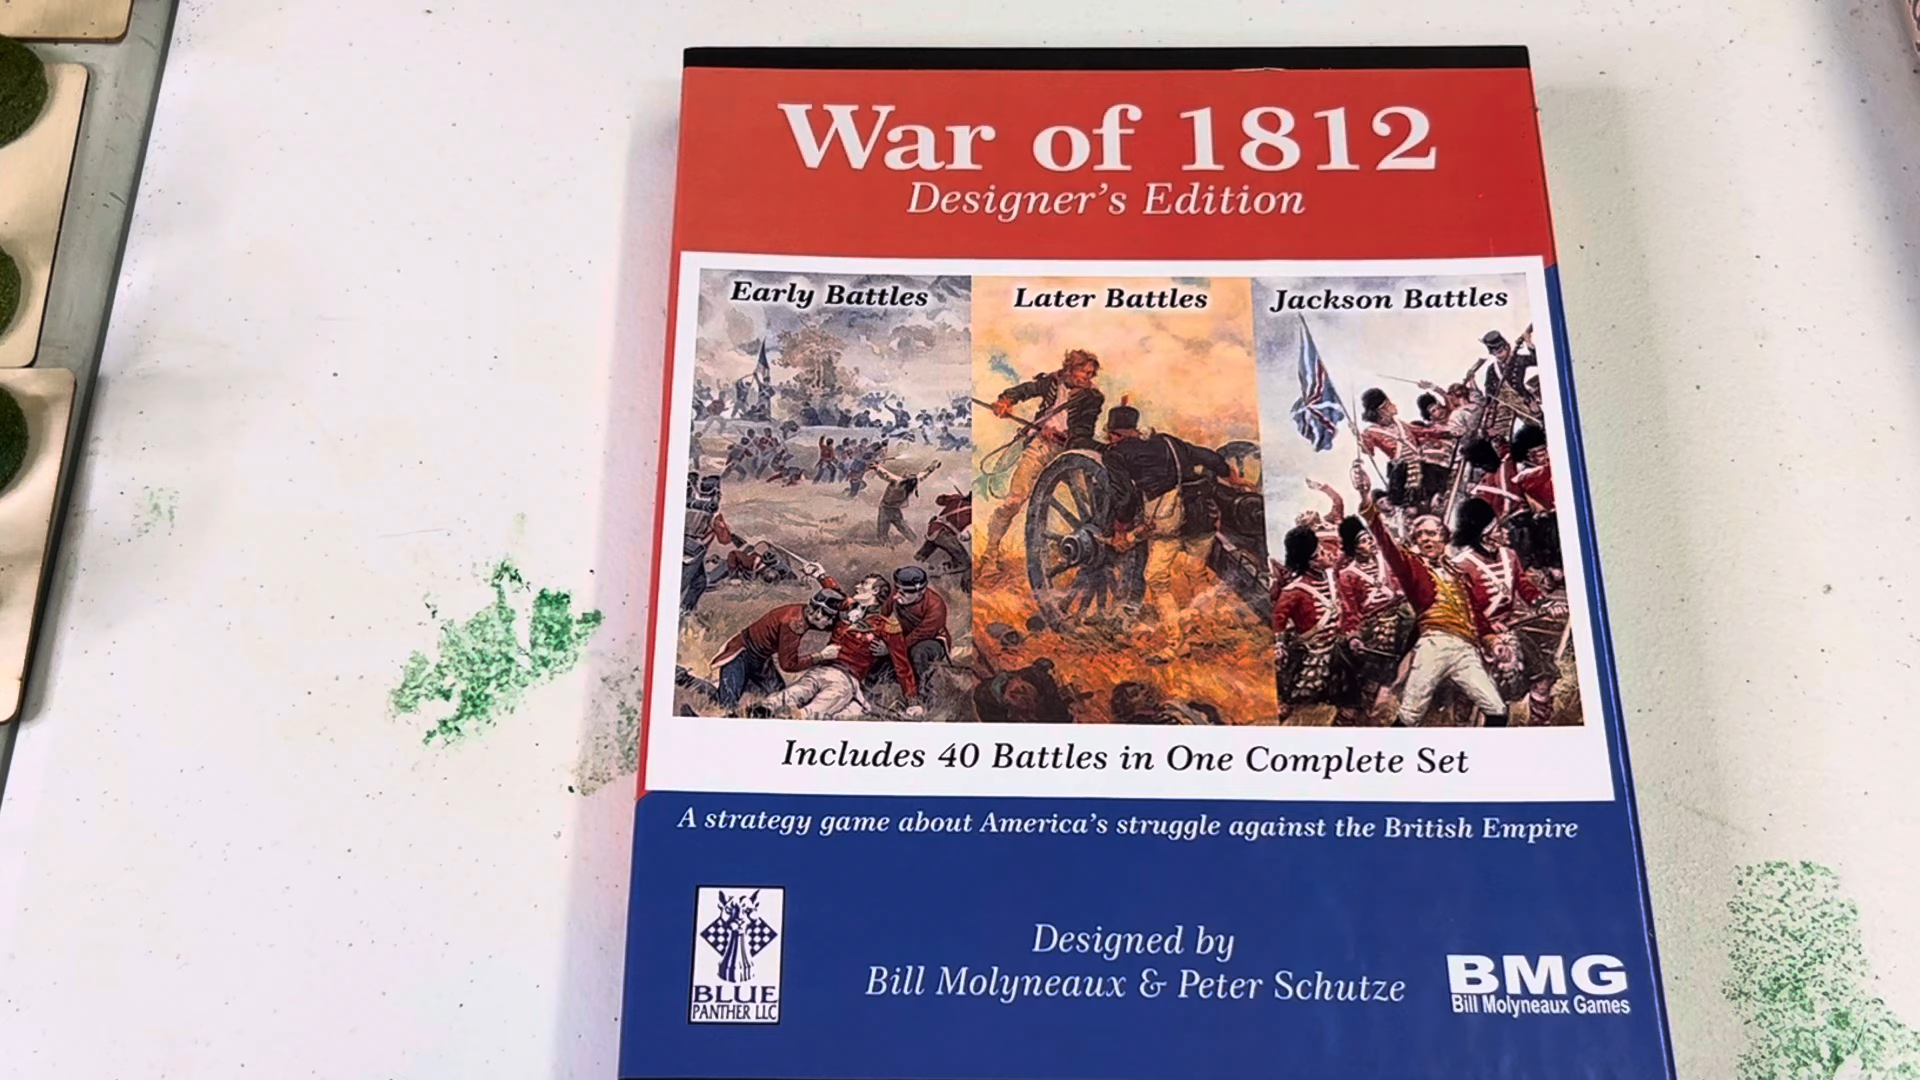 War of 1812
Designer's Edition
Early Battles
Later Battles
Jackson Battles
Includes 40 Battles in One Complete Set
A strategy game about America's struggle against the British Empire
Designed by
Bill Molyneaux & Peter Schutze
BLUE
PANTHER LLC
BMG
Bill Molyneaux Games